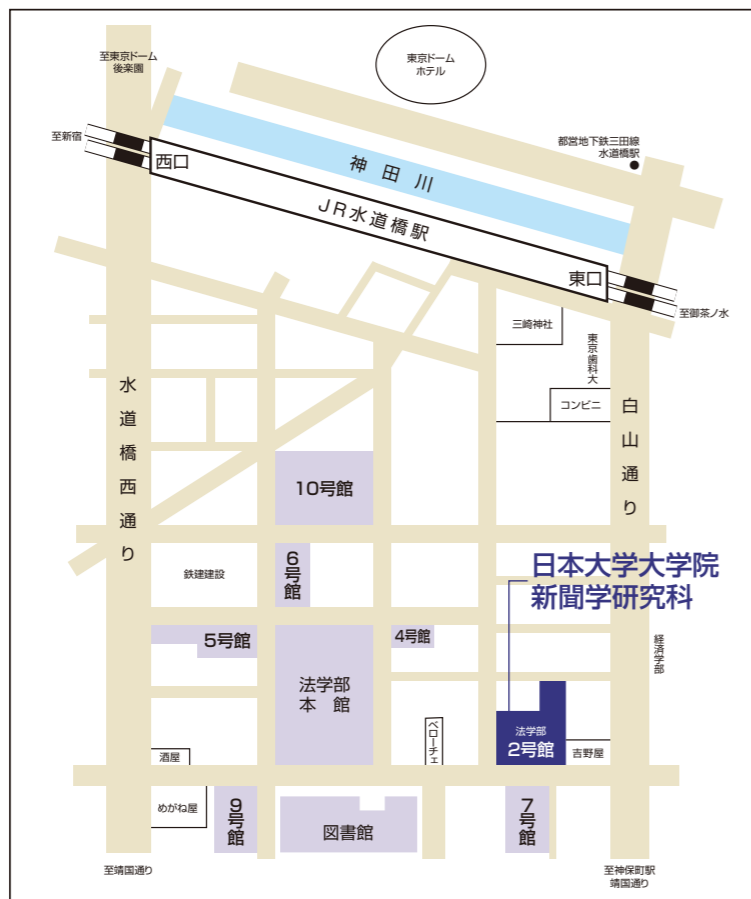 至東京ドーム
後楽園
東京ドーム
ホテル
至新宿
都営地下鉄三田線
水道橋駅
西口
神田川
JR水道橋駅
東口
至御茶ノ水
三崎神社
東京歯科大
コンビニ
水道橋西通り
白山通り
10号館
鉄建建設
6号館
日本大学大学院
新聞学研究科
5号館
4号館
経済学部
法学部
本館
ベローチェ
法学部
2号館
吉野屋
酒屋
めがね屋
9号館
図書館
7号館
至靖国通り
至神保町駅
靖国通り